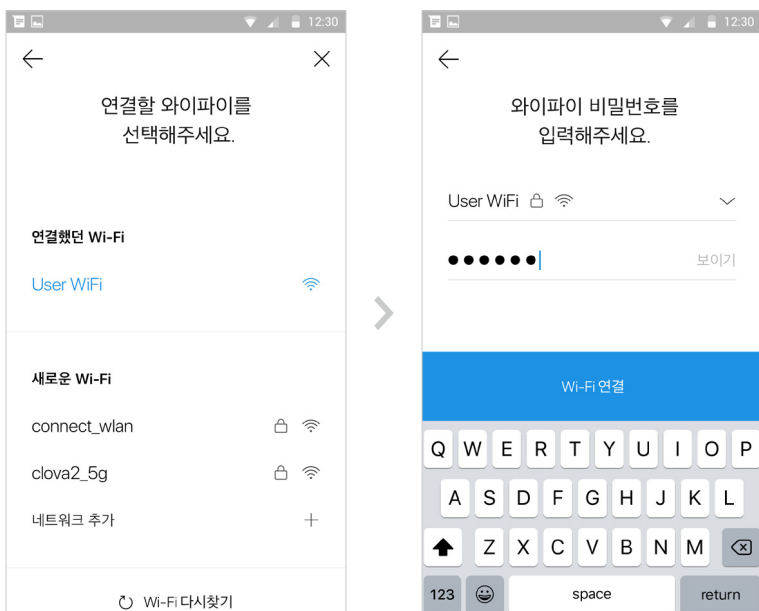 12:30
연결할 와이파이를
선택해주세요.
연결했던 Wi-Fi
User WiFi
새로운 Wi-Fi
connect_wlan
clova2_5g
네트워크 추가
Wi-Fi 다시찾기
12:30
와이파이 비밀번호를
입력해주세요.
User WiFi
보이기
Wi-Fi 연결
Q W E R T Y U I O P
A S D F G H J K L
Z X C V B N M
123 space return